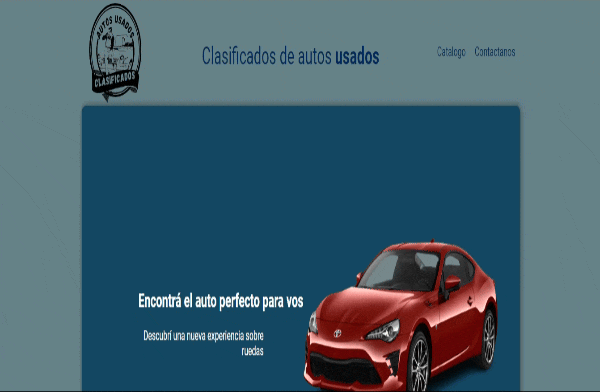 AUTOS USADOS
CLASIFICADOS
Clasificados de autos usados
Catalogo
Contactanos
Encontrá el auto perfecto para vos
Descubrí una nueva experiencia sobre
ruedas